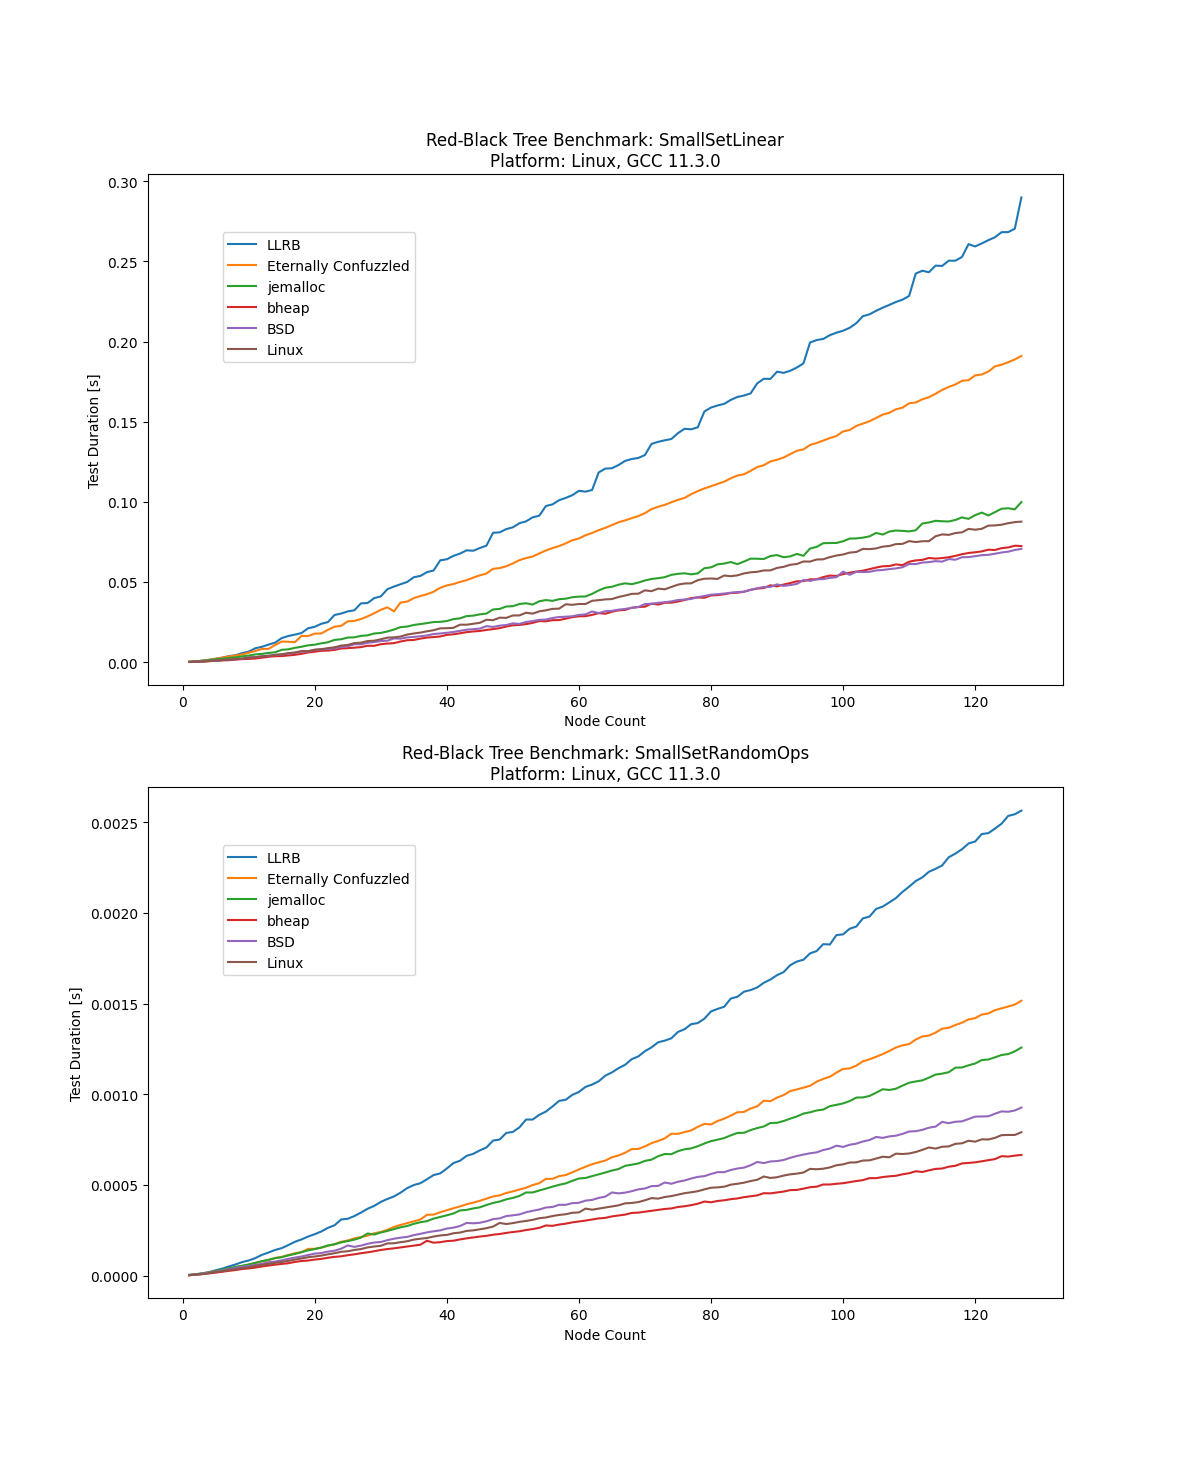 Red-Black Tree Benchmark: SmallSetLinear
Platform: Linux, GCC 11.3.0
0.30
0.25
0.20
0.15
0.10
0.05
0.00
Test Duration [s]
LLRB
Eternally Confuzzled
jemalloc
bheap
BSD
Linux
0 20 40 60 80 100 120
Node Count
Red-Black Tree Benchmark: SmallSetRandomOps
Platform: Linux, GCC 11.3.0
0.0025
0.0020
0.0015
0.0010
0.0005
0.0000
Test Duration [s]
LLRB
Eternally Confuzzled
jemalloc
bheap
BSD
Linux
0 20 40 60 80 100 120
Node Count